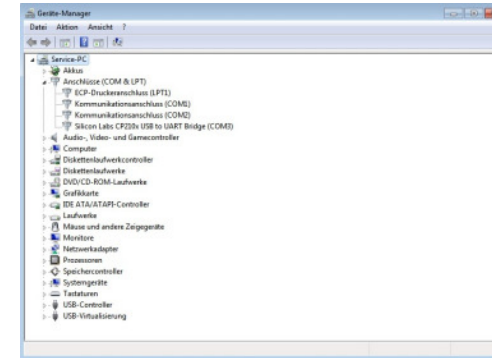 Geräte-Manager
Datei Aktion Ansicht ?
Service-PC
Akkus
Anschlüsse (COM & LPT)
ECP-Druckeranschluss (LPT1)
Kommunikationsanschluss (COM1)
Kommunikationsanschluss (COM2)
Silicon Labs CP210x USB to UART Bridge (COM3)
Audio-, Video- und Gamecontroller
Computer
Diskettenlaufwerkcontroller
Diskettenlaufwerke
DVD/CD-ROM-Laufwerke
Grafikkarte
IDE ATA/ATAPI-Controller
Laufwerke
Mäuse und andere Zeigegeräte
Monitore
Netzwerkadapter
Prozessoren
Speichercontroller
Systemgeräte
Tastaturen
USB-Controller
USB-Virtualisierung